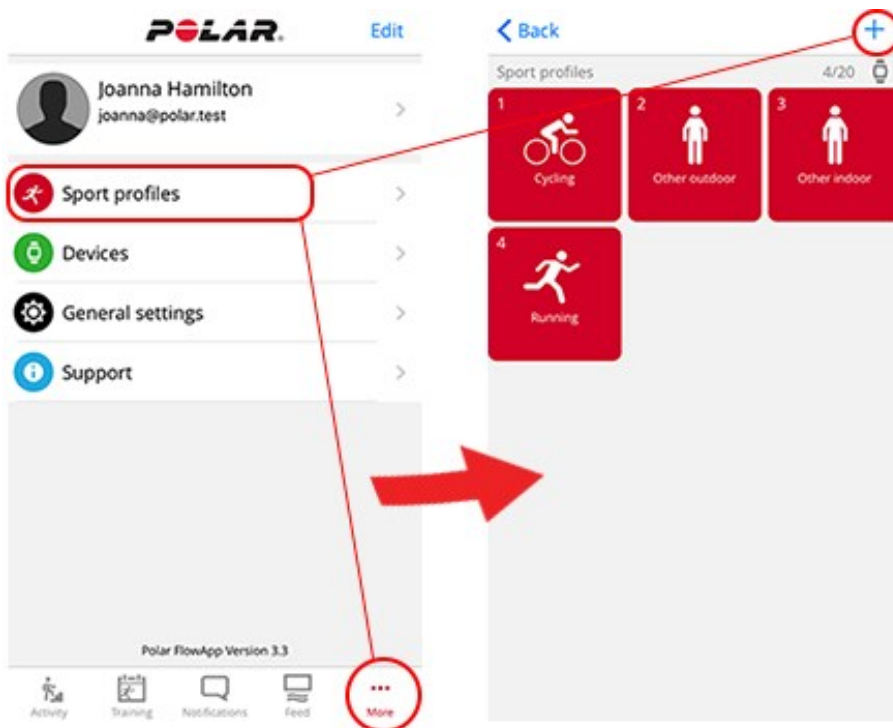 POLAR.
Edit
Joanna Hamilton
joanna@polar.test
Sport profiles
Devices
General settings
Support
Polar FlowApp Version 3.3
Activity
Training
Notifications
Feed
More
Back
Sport profiles
4/20
1
Cycling
2
Other outdoor
3
Other indoor
4
Running